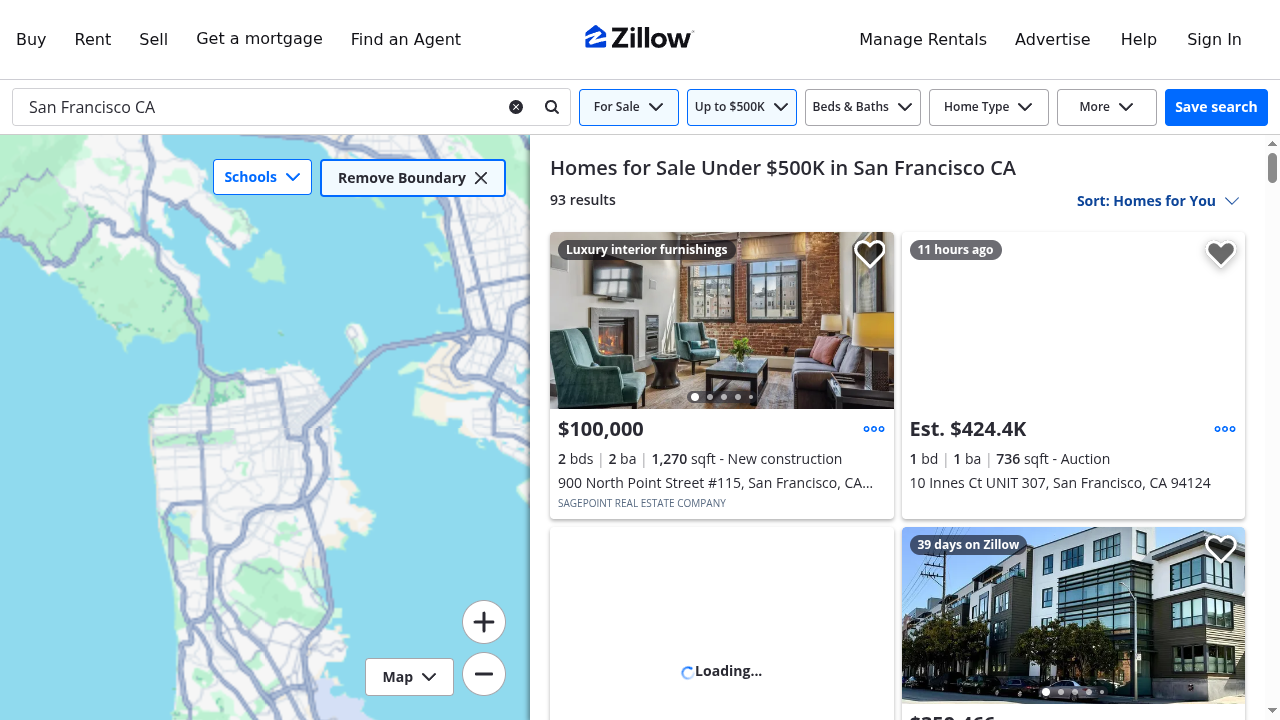 Buy
Rent
Sell
Get a mortgage
Find an Agent
Zillow
Manage Rentals
Advertise
Help
Sign In
San Francisco CA
For Sale
Up to $500K
Beds & Baths
Home Type
More
Save search
Schools
Remove Boundary
Map
Homes for Sale Under $500K in San Francisco CA
93 results
Sort: Homes for You
Luxury interior furnishings
$100,000
2 bds | 2 ba | 1,270 sqft - New construction
900 North Point Street #115, San Francisco, CA...
SAGEPOINT REAL ESTATE COMPANY
11 hours ago
Est. $424.4K
1 bd | 1 ba | 736 sqft - Auction
10 Innes Ct UNIT 307, San Francisco, CA 94124
Loading...
39 days on Zillow